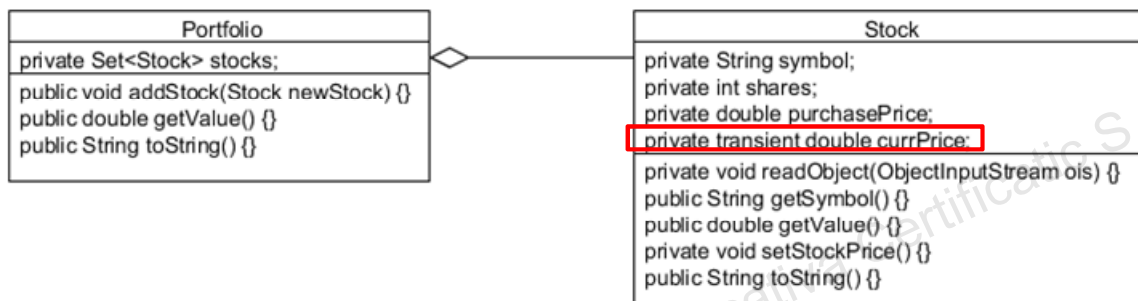 Portfolio
private Set<Stock> stocks;
public void addStock(Stock newStock) {}
public double getValue() {}
public String toString() {}
Stock
private String symbol;
private int shares;
private double purchasePrice;
private transient double currPrice;
private void readObject(ObjectInputStream ois) {}
public String getSymbol() {}
public double getValue() {}
private void setStockPrice() {}
public String toString() {}
ativa Certificatic S